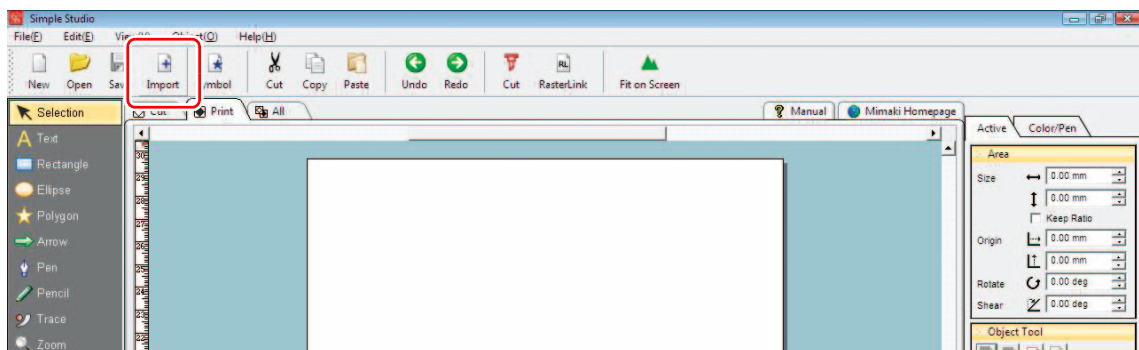 Simple Studio
File(F) Edit(E) Object(O) Help(H)
New Open Import Cut Copy Paste Undo Redo Cut RasterLink Fit on Screen
RL
Selection
Print All
Manual Mimaki Homepage
Active Color/Pen
Text
Rectangle
Ellipse
Polygon
Arrow
Pen
Pencil
Trace
Zoom
Area
Size 0.00 mm
0.00 mm
Keep Ratio
Origin 0.00 mm
0.00 mm
Rotate 0.00 deg
Shear 0.00 deg
Object Tool